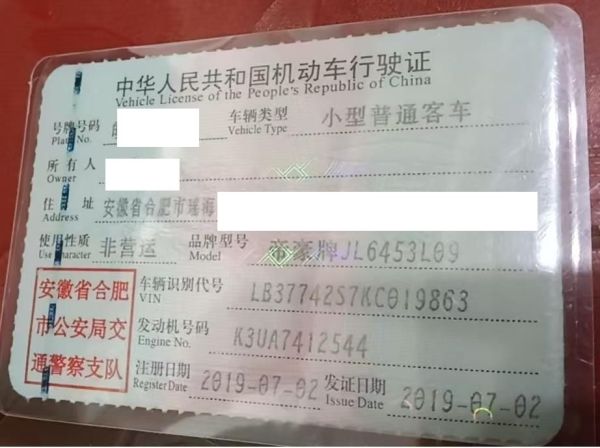 中华人民共和国机动车行驶证
Vehicle License of the People's Republic of China
号牌号码 车辆类型 小型普通客车
Plate No. Vehicle Type
所有人
Owner
住 址 安徽省合肥市瑶海
Address
使用性质 非营运 品牌型号 帝豪牌JL6453L09
Use Character Model
安徽省合肥 车辆识别代号 LB37742S7KC019863
VIN
市公安局交 发动机号码 K3UA7412544
Engine No.
通警察支队 注册日期 2019-07-02 发证日期 2019-07-02
Register Date Issue Date